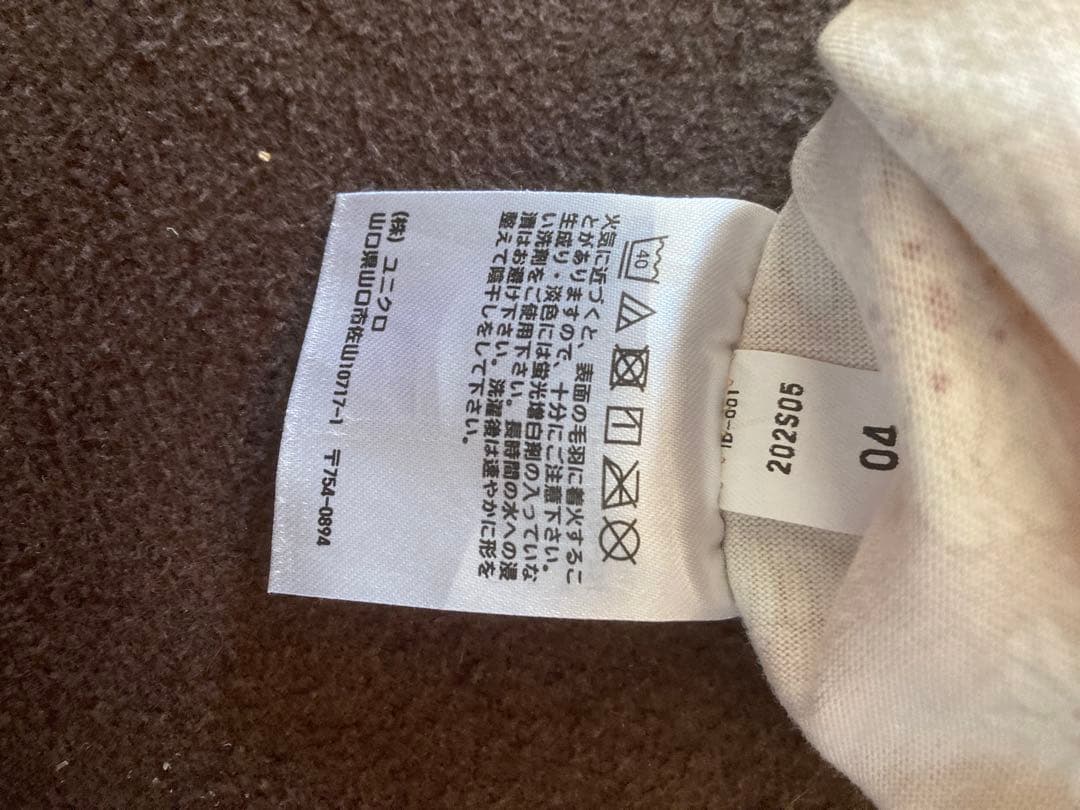 40
火気に近づくと、表面の毛羽に着火するこ
とがありますので、十分にご注意下さい。
生成り・淡色には蛍光増白剤の入っていな
い洗剤をご使用下さい。長時間の水への浸
漬はお避け下さい。洗濯後は速やかに形を
整えて陰干しをして下さい。
(株) ユニクロ
山口県山口市佐山10717-1 〒754-0894
04
202S05